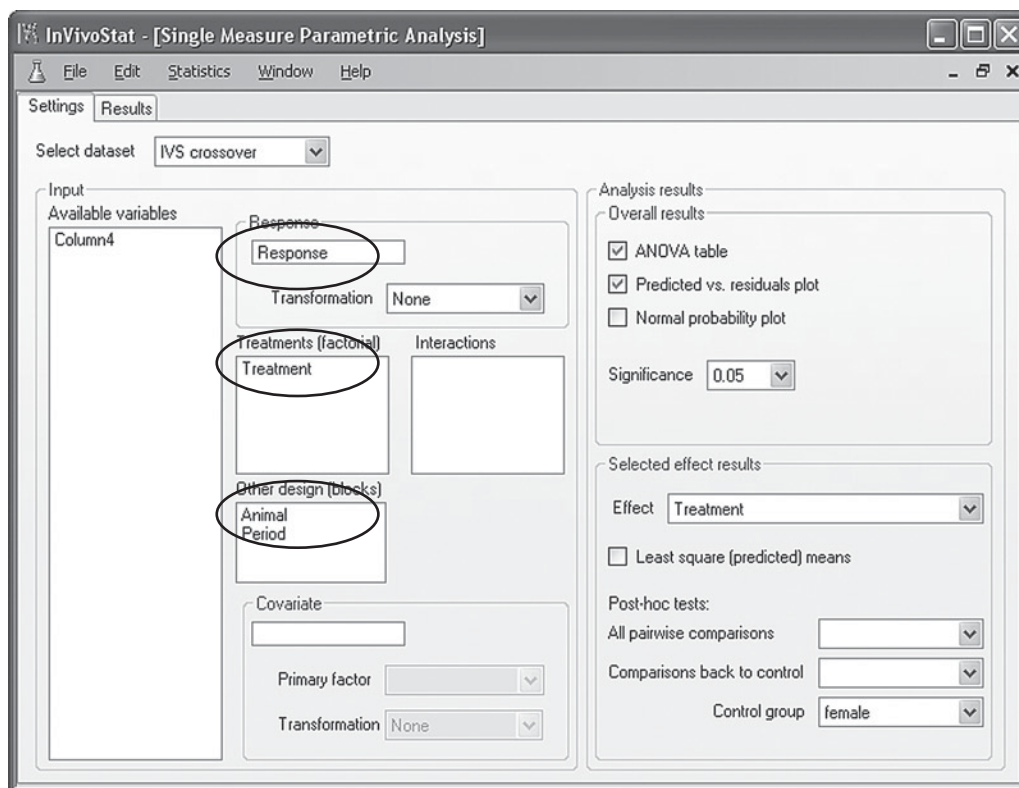 InVivoStat - [Single Measure Parametric Analysis]
File Edit Statistics Window Help
Settings Results
Select dataset IVS crossover
Input
Available variables
Column4
Response
Response
Transformation None
Treatments (factorial) Interactions
Treatment
Other design (blocks)
Animal
Period
Covariate
Primary factor
Transformation None
Analysis results
Overall results
ANOVA table
Predicted vs. residuals plot
Normal probability plot
Significance 0.05
Selected effect results
Effect Treatment
Least square (predicted) means
Post-hoc tests:
All pairwise comparisons
Comparisons back to control
Control group female